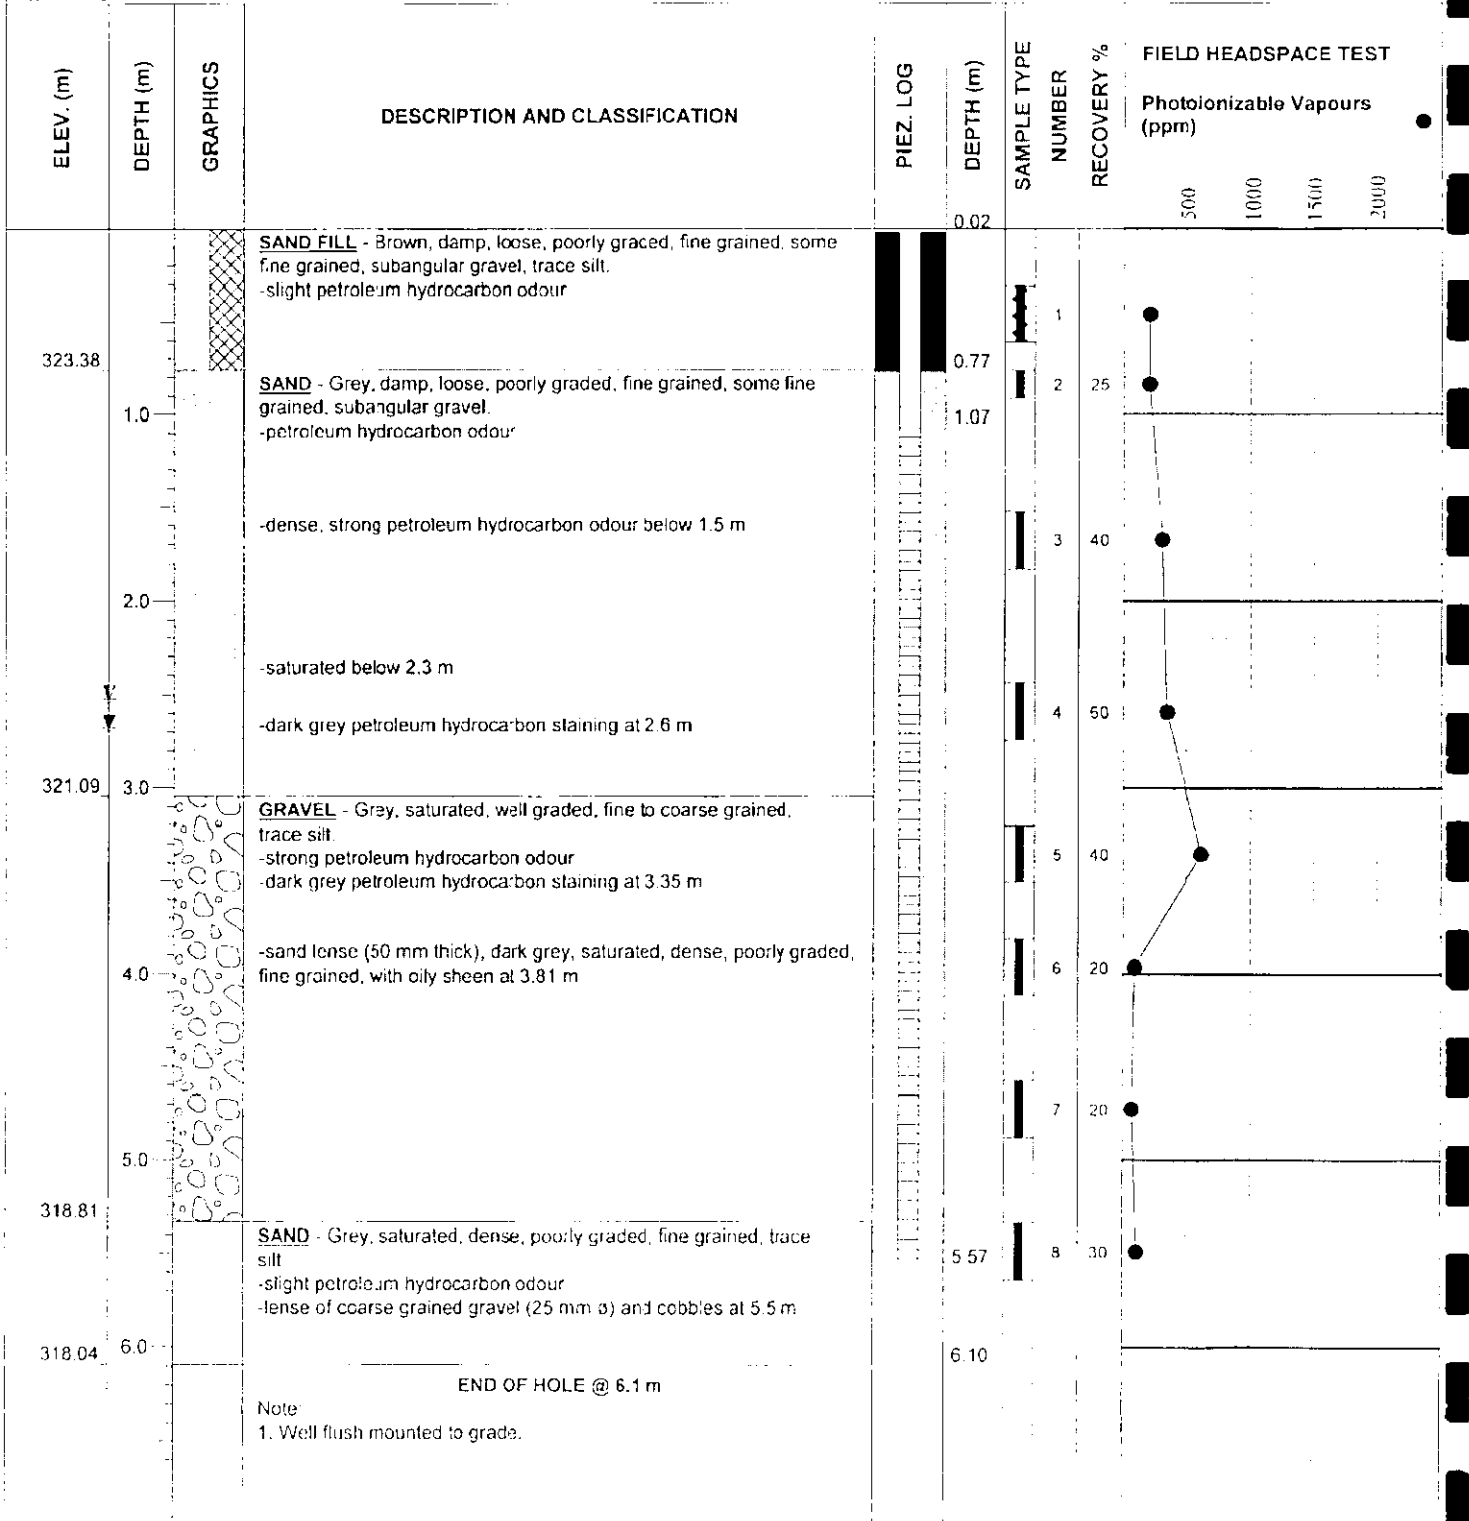 ELEV. (m)
DEPTH (m)
GRAPHICS
DESCRIPTION AND CLASSIFICATION
PIEZ. LOG
DEPTH (m)
SAMPLE TYPE
NUMBER
RECOVERY %
FIELD HEADSPACE TEST
Photoionizable Vapours
(ppm)
500
1000
1500
2000
0.02
SAND FILL - Brown, damp, loose, poorly graced, fine grained, some
fine grained, subangular gravel, trace silt.
-slight petroleum hydrocarbon odour
1
323.38
0.77
SAND - Grey, damp, loose, poorly graded, fine grained, some fine
grained, subangular gravel.
-petroleum hydrocarbon odour
2 25
1.0
1.07
-dense, strong petroleum hydrocarbon odour below 1.5 m
3 40
2.0
-saturated below 2.3 m
-dark grey petroleum hydrocarbon staining at 2.6 m
4 50
321.09 3.0
GRAVEL - Grey, saturated, well graded, fine to coarse grained,
trace silt.
-strong petroleum hydrocarbon odour
-dark grey petroleum hydrocarbon staining at 3.35 m
5 40
-sand lense (50 mm thick), dark grey, saturated, dense, poorly graded,
fine grained, with oily sheen at 3.81 m
6 20
4.0
7 20
5.0
318.81
SAND - Grey, saturated, dense, poorly graded, fine grained, trace
silt
-slight petroleum hydrocarbon odour
-lense of coarse grained gravel (25 mm ø) and cobbles at 5.5 m
5.57
8 30
318.04 6.0
6.10
END OF HOLE @ 6.1 m
Note:
1. Well flush mounted to grade.